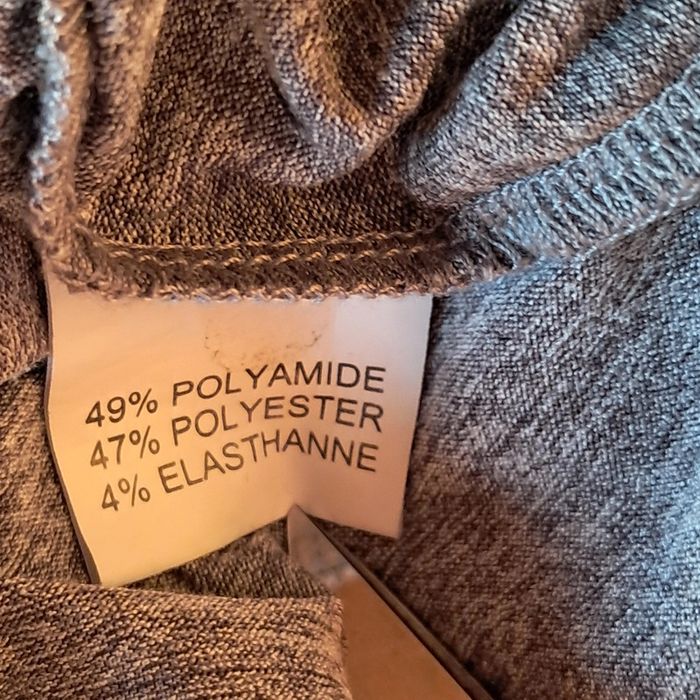 49% POLYAMIDE
47% POLYESTER
4% ELASTHANNE